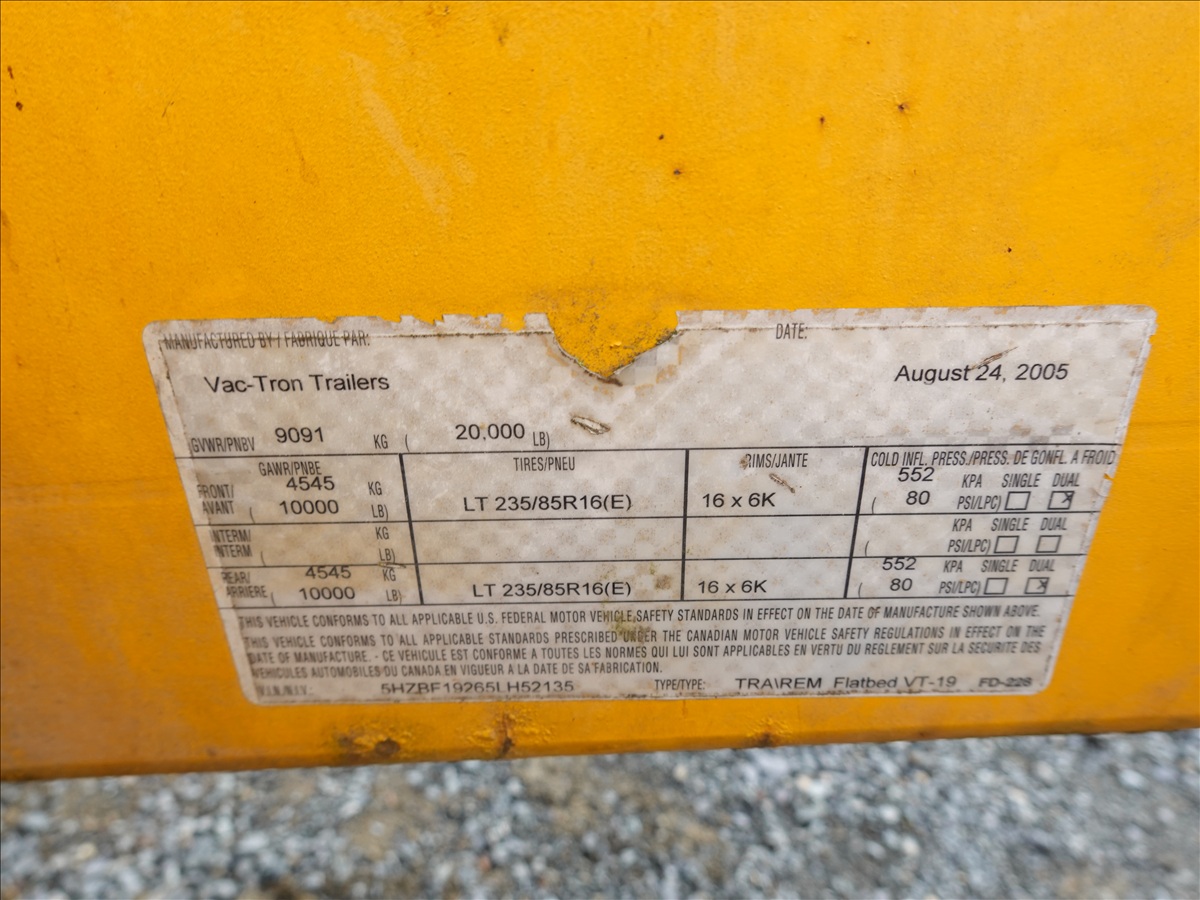 MANUFACTURED BY / FABRIQUE PAR: DATE:
Vac-Tron Trailers August 24, 2005
GVWR/PNBV 9091 KG ( 20,000 LB)
GAWR/PNBE TIRES/PNEU RIMS/JANTE COLD INFL. PRESS./PRESS. DE GONFL. A FROID
FRONT/ 4545 KG 552 KPA SINGLE DUAL
AVANT ( 10000 LB) LT 235/85R16(E) 16 x 6K ( 80 PSI/LPC) ☐ ☒
INTERM/ KG KPA SINGLE DUAL
INTERM ( LB) ( PSI/LPC) ☐ ☐
REAR/ 4545 KG 552 KPA SINGLE DUAL
ARRIERE ( 10000 LB) LT 235/85R16(E) 16 x 6K ( 80 PSI/LPC) ☐ ☒
THIS VEHICLE CONFORMS TO ALL APPLICABLE U.S. FEDERAL MOTOR VEHICLE SAFETY STANDARDS IN EFFECT ON THE DATE OF MANUFACTURE SHOWN ABOVE.
THIS VEHICLE CONFORMS TO ALL APPLICABLE STANDARDS PRESCRIBED UNDER THE CANADIAN MOTOR VEHICLE SAFETY REGULATIONS IN EFFECT ON THE
DATE OF MANUFACTURE. - CE VEHICULE EST CONFORME A TOUTES LES NORMES QUI LUI SONT APPLICABLES EN VERTU DU REGLEMENT SUR LA SECURITE DES
VEHICULES AUTOMOBILES DU CANADA EN VIGUEUR A LA DATE DE SA FABRICATION.
V.I.N./N.I.V.: 5HZBF19265LH52135 TYPE/TYPE: TRA\REM Flatbed VT-19 FD-228